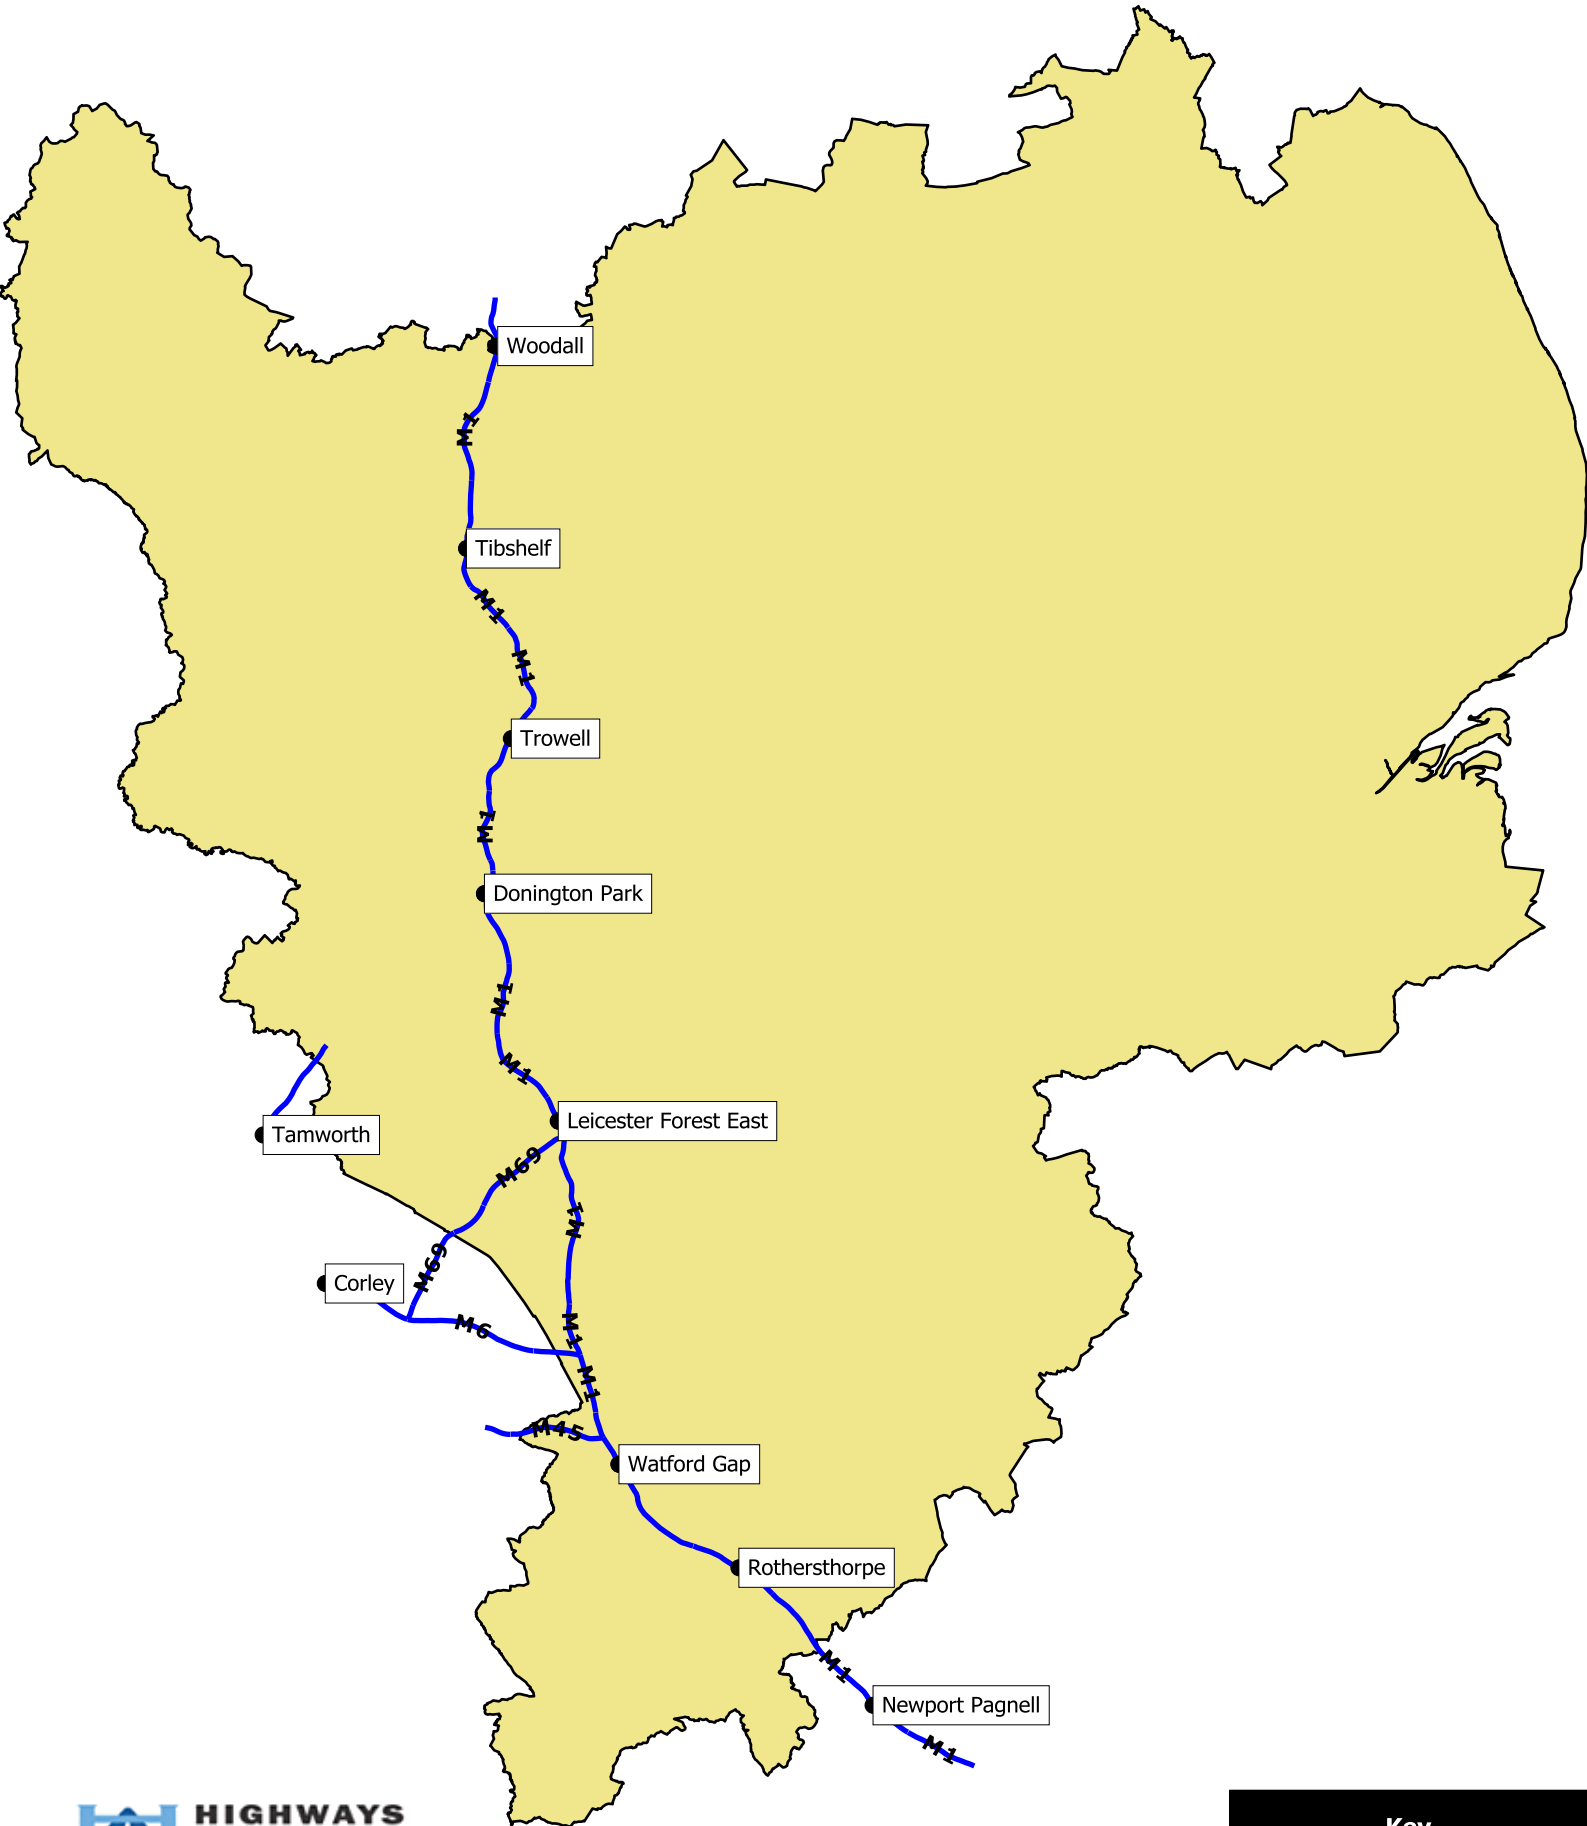 Woodall
M1
Tibshelf
M1
M1
Trowell
M1
Donington Park
M1
M1
Leicester Forest East
Tamworth
M69
M1
M69
Corley
M6
M1
M1
M45
Watford Gap
Rothersthorpe
M1
Newport Pagnell
M1
HIGHWAYS
Key